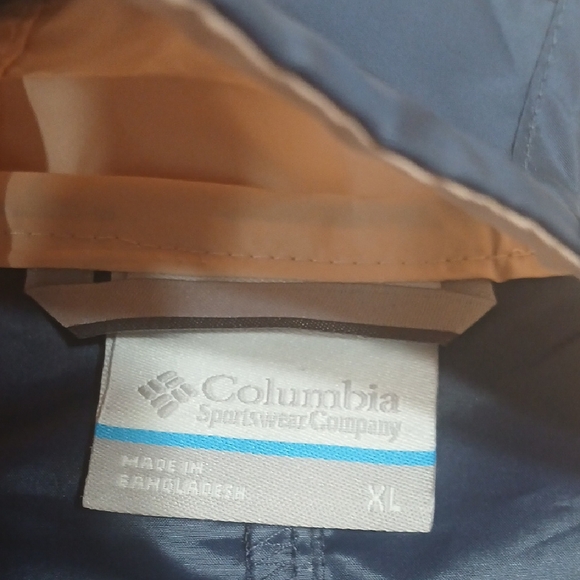 Columbia
Sportswear Company
MADE IN
BANGLADESH
XL